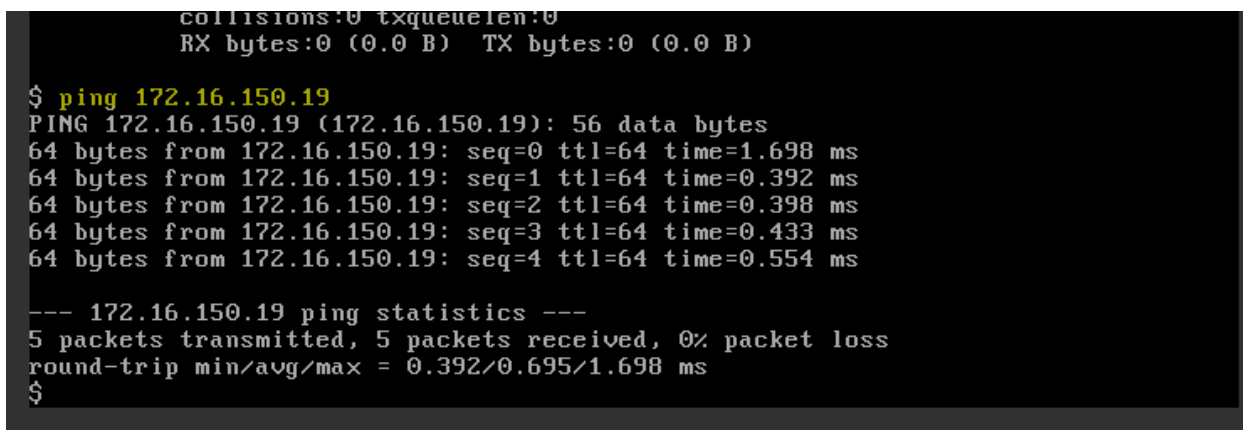 collisions:0 txqueuelen:0
RX bytes:0 (0.0 B)  TX bytes:0 (0.0 B)
$ ping 172.16.150.19
PING 172.16.150.19 (172.16.150.19): 56 data bytes
64 bytes from 172.16.150.19: seq=0 ttl=64 time=1.698 ms
64 bytes from 172.16.150.19: seq=1 ttl=64 time=0.392 ms
64 bytes from 172.16.150.19: seq=2 ttl=64 time=0.398 ms
64 bytes from 172.16.150.19: seq=3 ttl=64 time=0.433 ms
64 bytes from 172.16.150.19: seq=4 ttl=64 time=0.554 ms
--- 172.16.150.19 ping statistics ---
5 packets transmitted, 5 packets received, 0% packet loss
round-trip min/avg/max = 0.392/0.695/1.698 ms
$